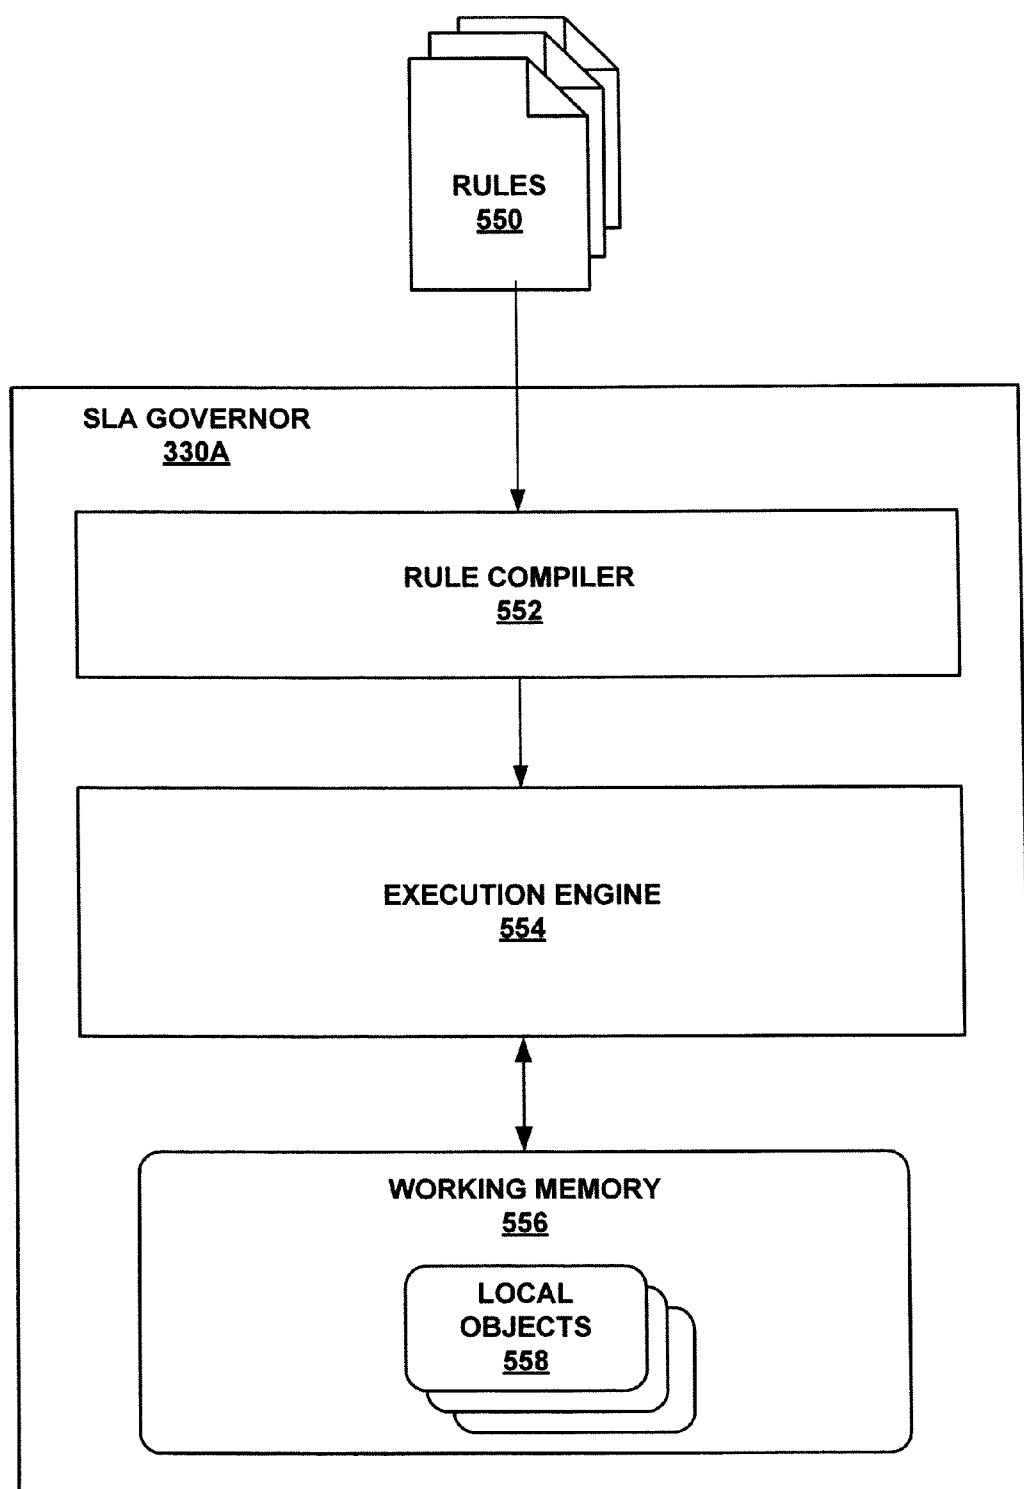 RULES
550
SLA GOVERNOR
330A
RULE COMPILER
552
EXECUTION ENGINE
554
WORKING MEMORY
556
LOCAL
OBJECTS
558